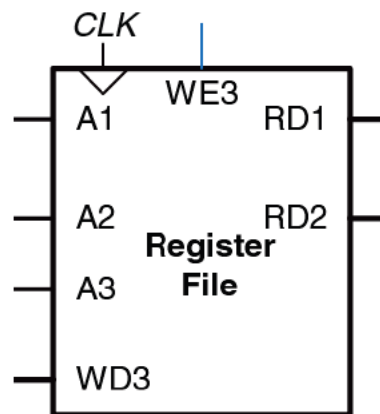 CLK
WE3
A1
RD1
A2
RD2
Register
File
A3
WD3